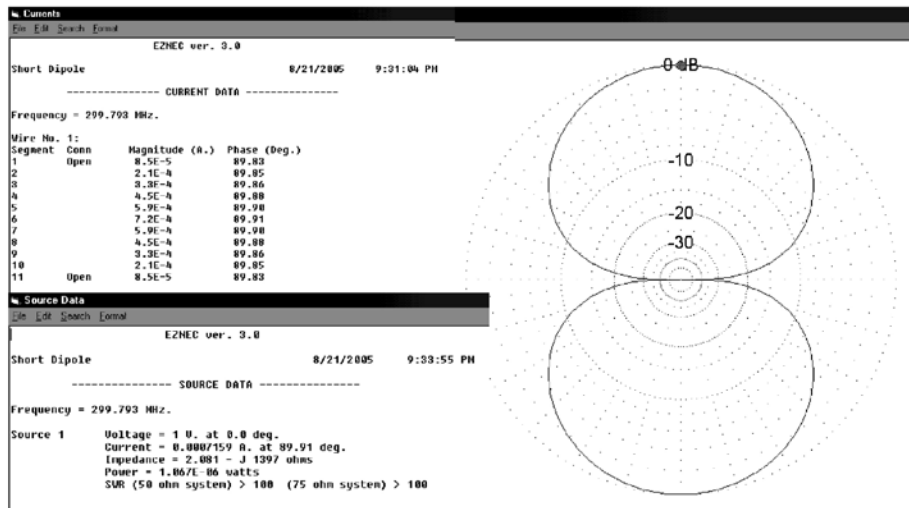 Currents
File Edit Search Format
EZNEC ver. 3.0
Short Dipole 8/21/2005 9:31:04 PM
--------------- CURRENT DATA ---------------
Frequency = 299.793 MHz.
Wire No. 1:
Segment Conn Magnitude (A.) Phase (Deg.)
1 Open 8.5E-5 89.83
2 2.1E-4 89.85
3 3.3E-4 89.86
4 4.5E-4 89.88
5 5.9E-4 89.90
6 7.2E-4 89.91
7 5.9E-4 89.90
8 4.5E-4 89.88
9 3.3E-4 89.86
10 2.1E-4 89.85
11 Open 8.5E-5 89.83
Source Data
File Edit Search Format
EZNEC ver. 3.0
Short Dipole 8/21/2005 9:33:55 PM
--------------- SOURCE DATA ---------------
Frequency = 299.793 MHz.
Source 1 Voltage = 1 V. at 0.0 deg.
Current = 0.0007159 A. at 89.91 deg.
Impedance = 2.081 - J 1397 ohms
Power = 1.067E-06 watts
SWR (50 ohm system) > 100 (75 ohm system) > 100
0 dB
-10
-20
-30